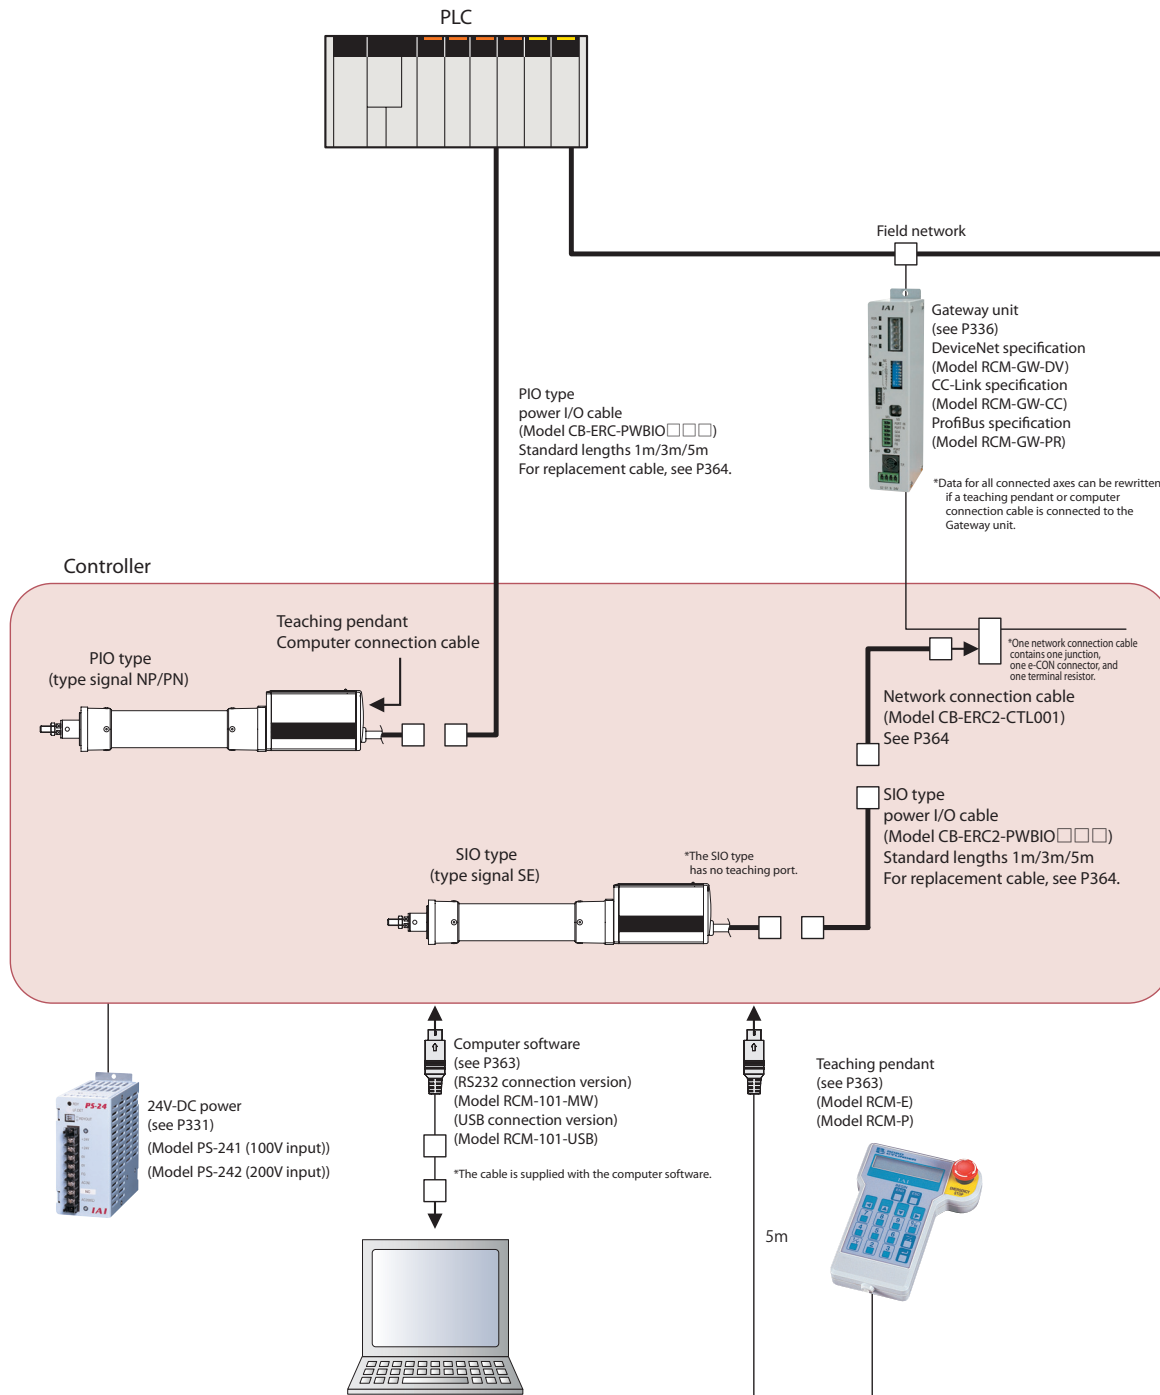 PLC
Field network
IAI
Gateway unit
(see P336)
DeviceNet specification
(Model RCM-GW-DV)
CC-Link specification
(Model RCM-GW-CC)
ProfiBus specification
(Model RCM-GW-PR)
*Data for all connected axes can be rewritten
if a teaching pendant or computer
connection cable is connected to the
Gateway unit.
PIO type
power I/O cable
(Model CB-ERC-PWBIO□□□)
Standard lengths 1m/3m/5m
For replacement cable, see P364.
Controller
Teaching pendant
Computer connection cable
PIO type
(type signal NP/PN)
*One network connection cable
contains one junction,
one e-CON connector, and
one terminal resistor.
Network connection cable
(Model CB-ERC2-CTL001)
See P364
SIO type
power I/O cable
(Model CB-ERC2-PWBIO□□□)
Standard lengths 1m/3m/5m
For replacement cable, see P364.
SIO type
(type signal SE)
*The SIO type
has no teaching port.
PS-24
IAI
24V-DC power
(see P331)
(Model PS-241 (100V input))
(Model PS-242 (200V input))
Computer software
(see P363)
(RS232 connection version)
(Model RCM-101-MW)
(USB connection version)
(Model RCM-101-USB)
*The cable is supplied with the computer software.
5m
Teaching pendant
(see P363)
(Model RCM-E)
(Model RCM-P)
IAI
EMERGENCY
STOP